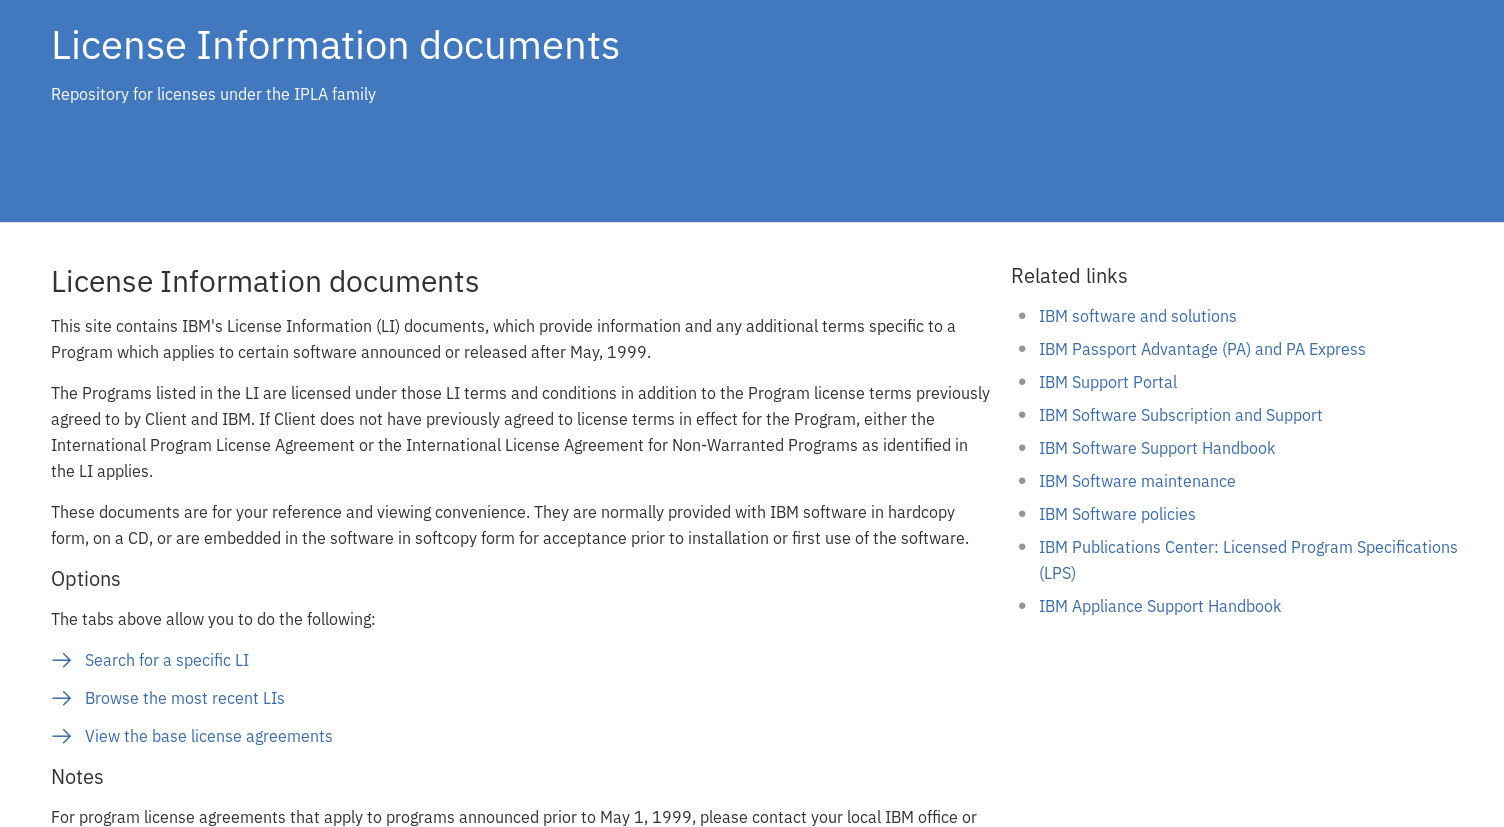 License Information documents
Repository for licenses under the IPLA family
License Information documents
This site contains IBM's License Information (LI) documents, which provide information and any additional terms specific to a
Program which applies to certain software announced or released after May, 1999.
The Programs listed in the LI are licensed under those LI terms and conditions in addition to the Program license terms previously
agreed to by Client and IBM. If Client does not have previously agreed to license terms in effect for the Program, either the
International Program License Agreement or the International License Agreement for Non-Warranted Programs as identified in
the LI applies.
These documents are for your reference and viewing convenience. They are normally provided with IBM software in hardcopy
form, on a CD, or are embedded in the software in softcopy form for acceptance prior to installation or first use of the software.
Options
The tabs above allow you to do the following:
Search for a specific LI
Browse the most recent LIs
View the base license agreements
Notes
For program license agreements that apply to programs announced prior to May 1, 1999, please contact your local IBM office or
Related links
IBM software and solutions
IBM Passport Advantage (PA) and PA Express
IBM Support Portal
IBM Software Subscription and Support
IBM Software Support Handbook
IBM Software maintenance
IBM Software policies
IBM Publications Center: Licensed Program Specifications
(LPS)
IBM Appliance Support Handbook